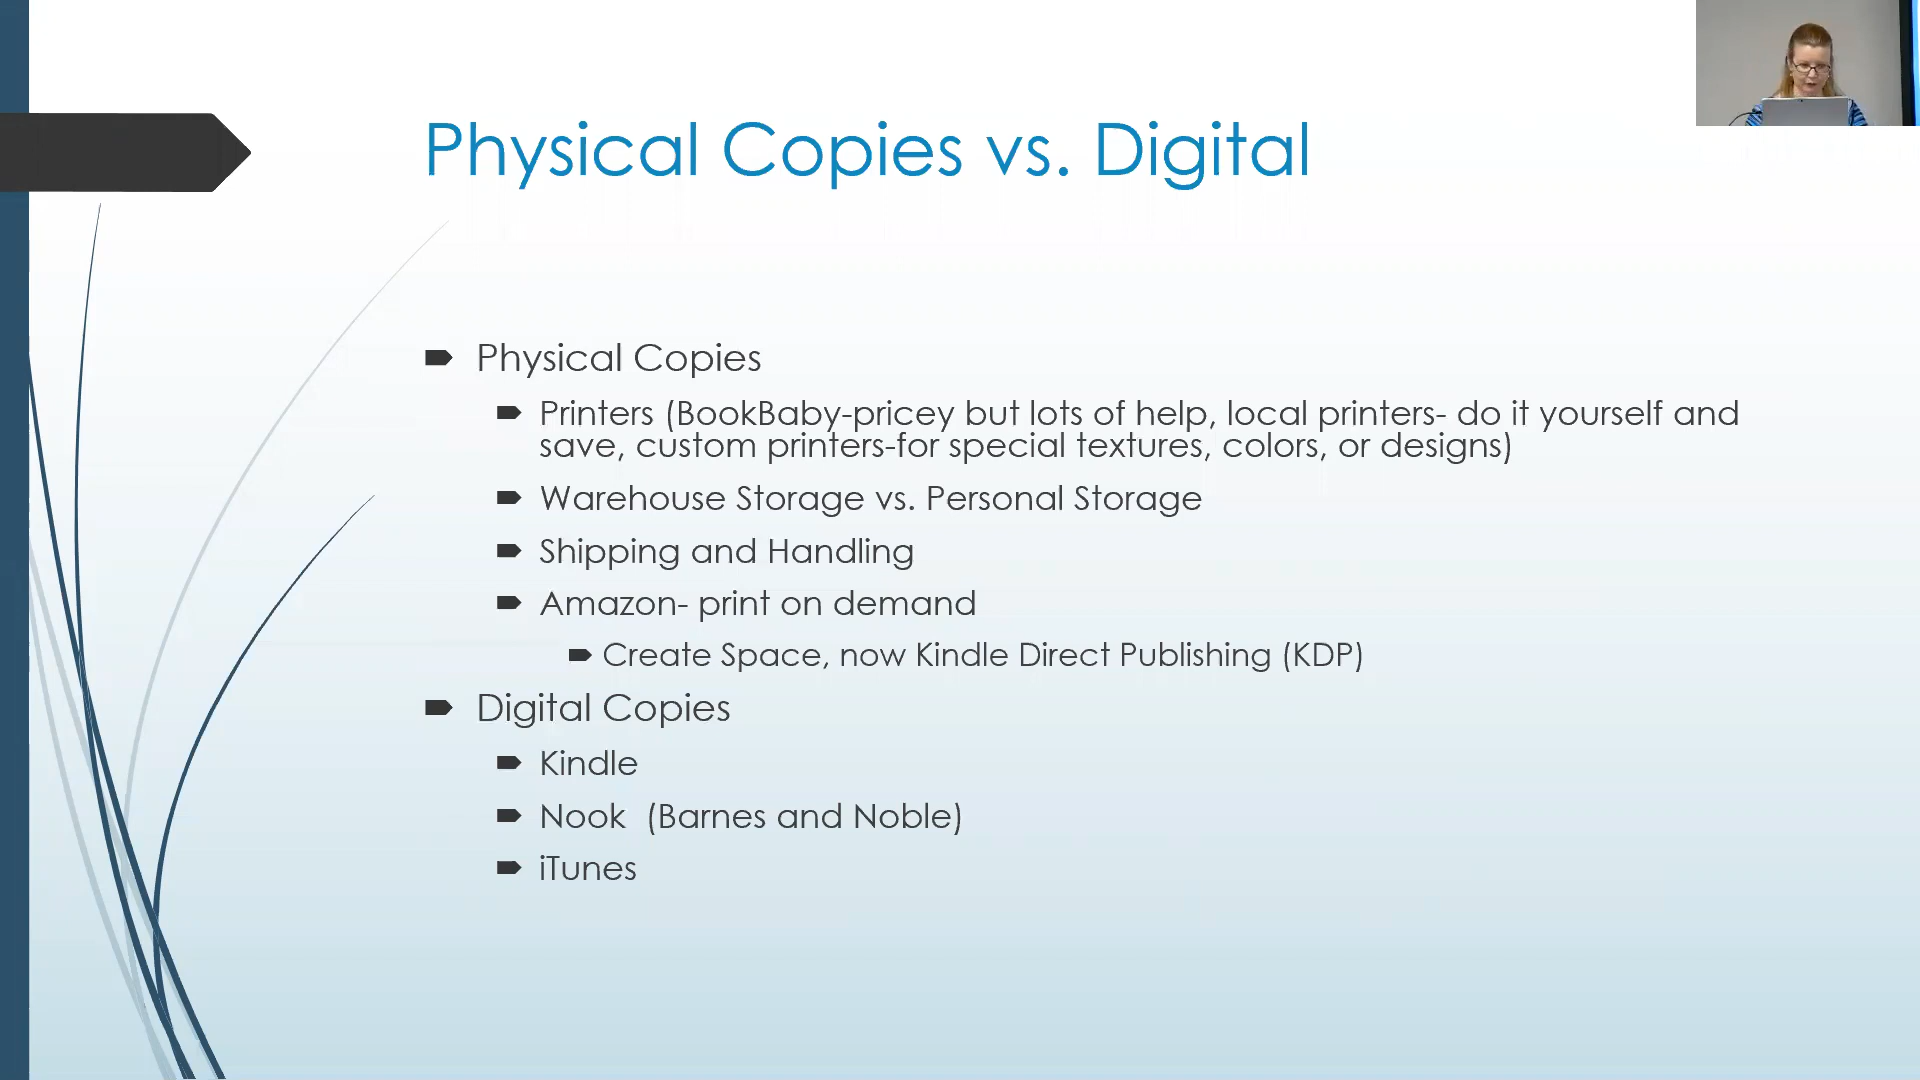 Physical Copies vs. Digital
Physical Copies
Printers (BookBaby-pricey but lots of help, local printers- do it yourself and
save, custom printers-for special textures, colors, or designs)
Warehouse Storage vs. Personal Storage
Shipping and Handling
Amazon- print on demand
Create Space, now Kindle Direct Publishing (KDP)
Digital Copies
Kindle
Nook  (Barnes and Noble)
iTunes